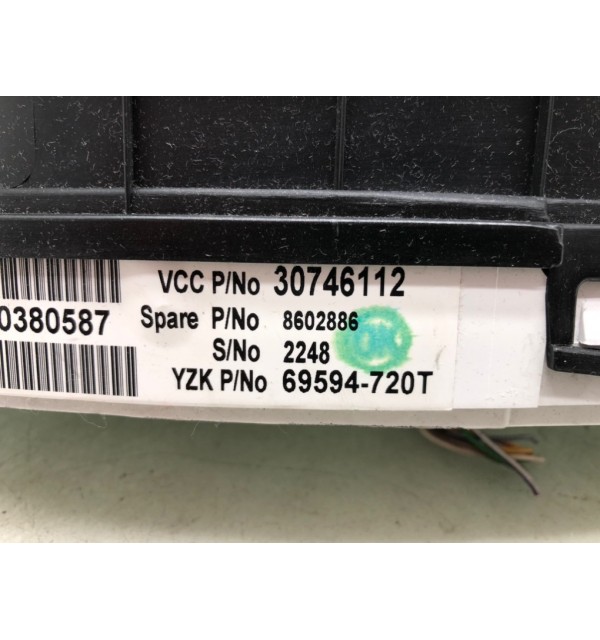 VCC P/No 30746112
0380587
Spare P/No 8602886
S/No 2248
YZK P/No 69594-720T